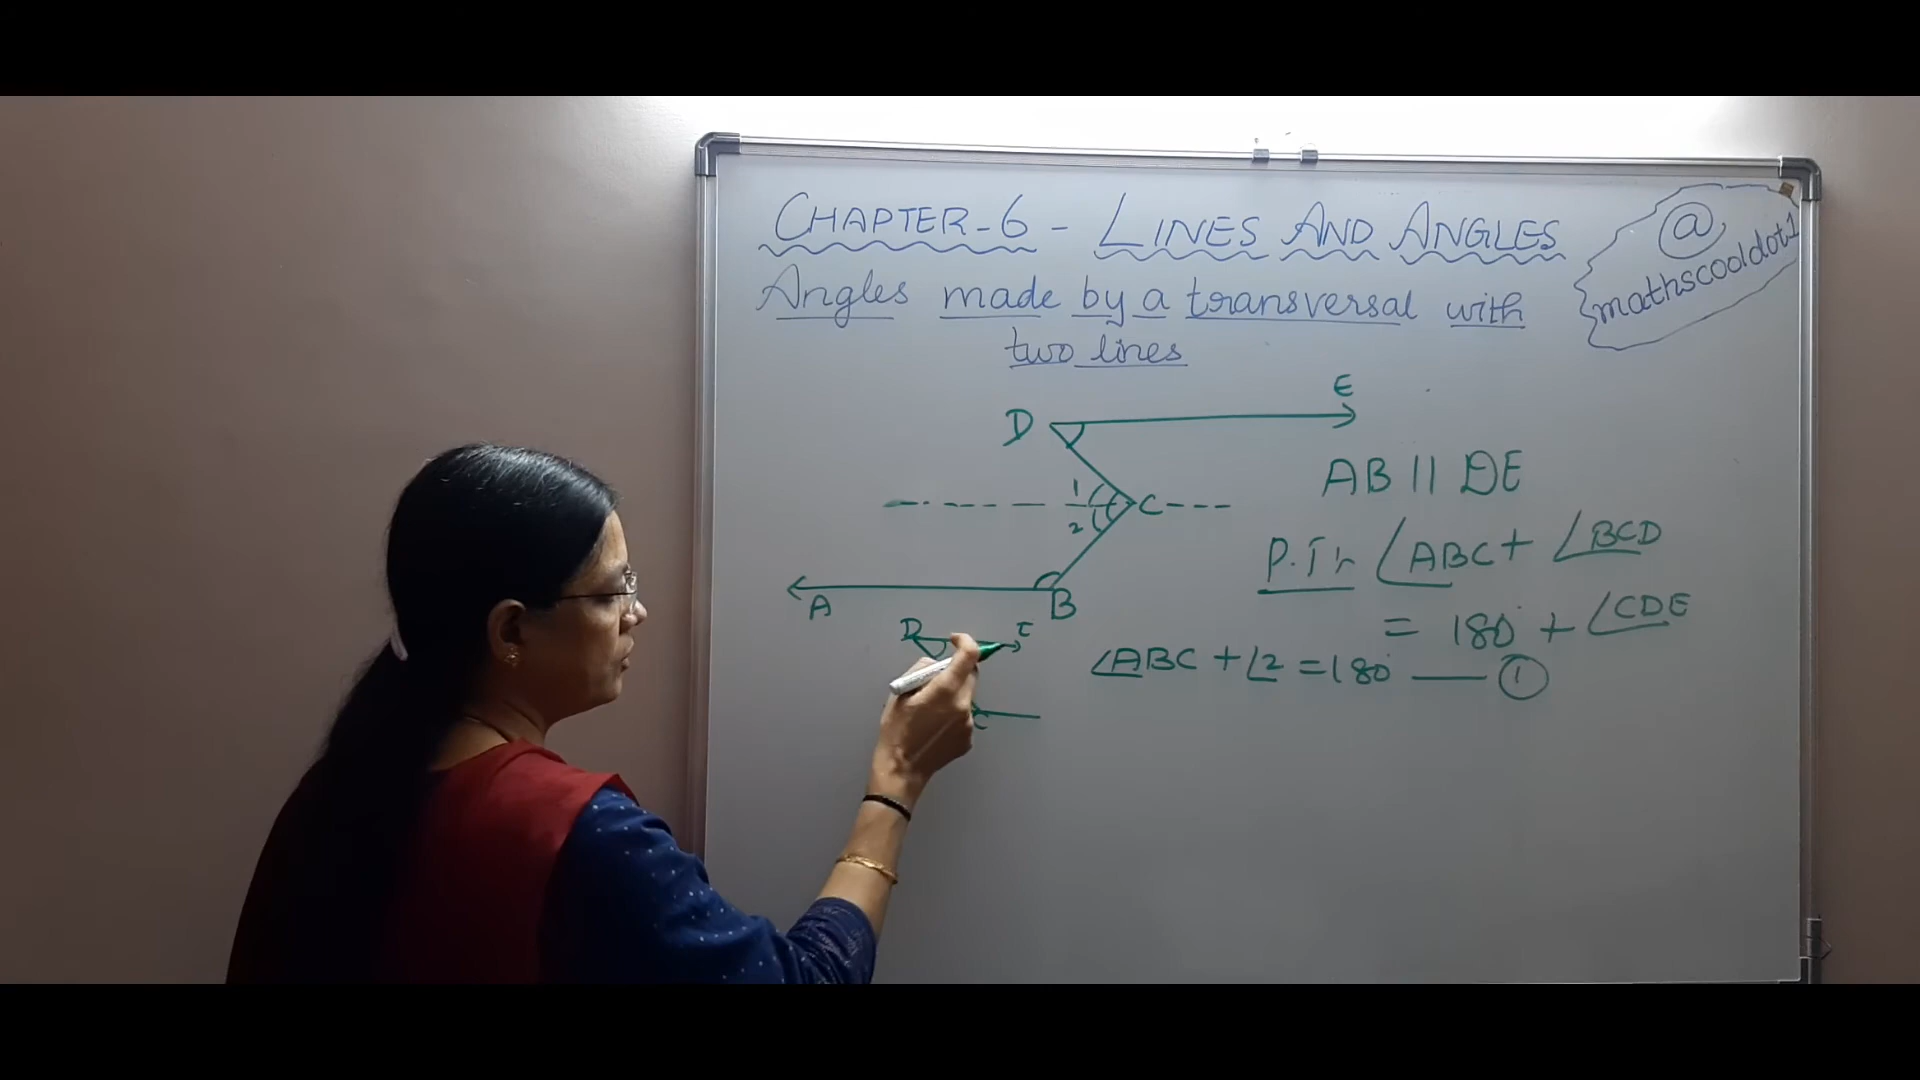 CHAPTER-6 - LINES AND ANGLES
Angles made by a transversal with
two lines
@
mathscooldot1
E
D
1
C
2
A
B
AB || DE
P.T ∠ABC + ∠BCD
= 180° + ∠CDE
D E
∠ABC + ∠2 = 180° — ①
C